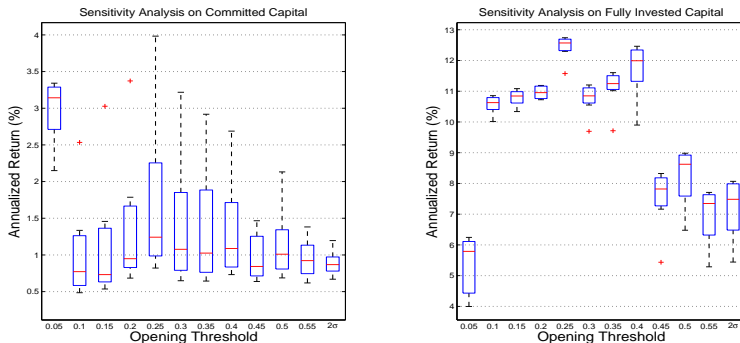 Sensitivity Analysis on Committed Capital
Annualized Return (%)
4
3.5
3
2.5
2
1.5
1
0.5
0.05 0.1 0.15 0.2 0.25 0.3 0.35 0.4 0.45 0.5 0.55 2σ
Opening Threshold
Sensitivity Analysis on Fully Invested Capital
Annualized Return (%)
13
12
11
10
9
8
7
6
5
4
0.05 0.1 0.15 0.2 0.25 0.3 0.35 0.4 0.45 0.5 0.55 2σ
Opening Threshold